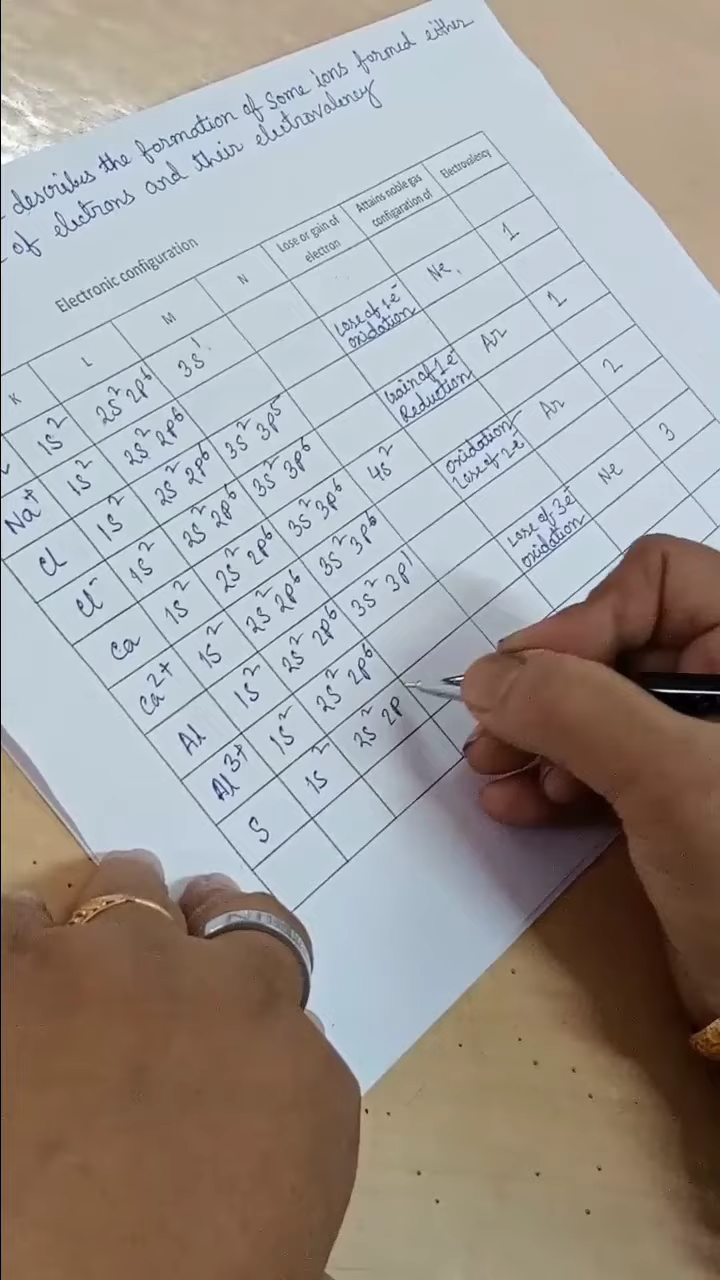 - describes the formation of some ions formed either
- of electrons and their electrovalency
Electronic configuration
Lose or gain of electron
Attains noble gas configaration of
Electrovalency
K L M N
1S² 2S² 2P⁶ 3S¹
Na⁺ 1S² 2S² 2P⁶ Lose of 1e⁻ oxidation Ne 1
Cl 1S² 2S² 2P⁶ 3S² 3P⁵
Cl⁻ 1S² 2S² 2P⁶ 3S² 3P⁶ Gain of 1e⁻ Reduction Ar 1
Ca 1S² 2S² 2P⁶ 3S² 3P⁶ 4S²
Ca²⁺ 1S² 2S² 2P⁶ 3S² 3P⁶ oxidation Lose of 2e⁻ Ar 2
Al 1S² 2S² 2P⁶ 3S² 3P¹
Al³⁺ 1S² 2S² 2P⁶ Lose of 3e⁻ oxidation Ne 3
S 1S² 2S² 2P